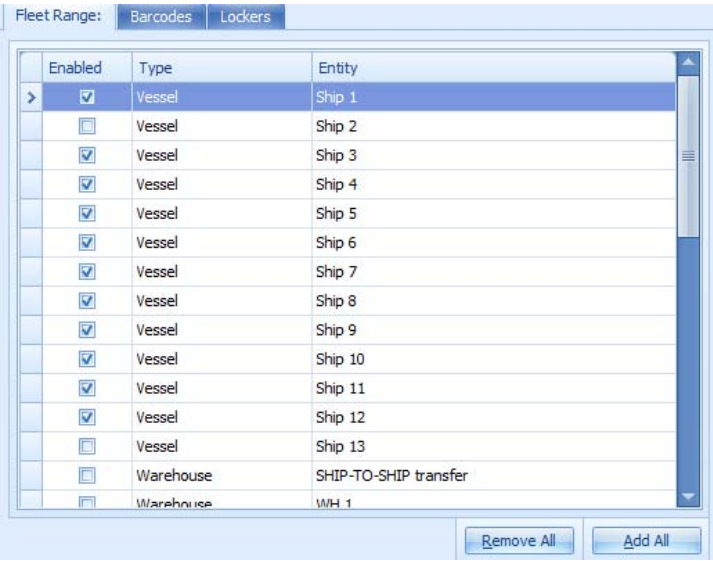 Fleet Range: Barcodes Lockers
Enabled Type Entity
Vessel Ship 1
Vessel Ship 2
Vessel Ship 3
Vessel Ship 4
Vessel Ship 5
Vessel Ship 6
Vessel Ship 7
Vessel Ship 8
Vessel Ship 9
Vessel Ship 10
Vessel Ship 11
Vessel Ship 12
Vessel Ship 13
Warehouse SHIP-TO-SHIP transfer
Warehouse WH 1
Remove All Add All